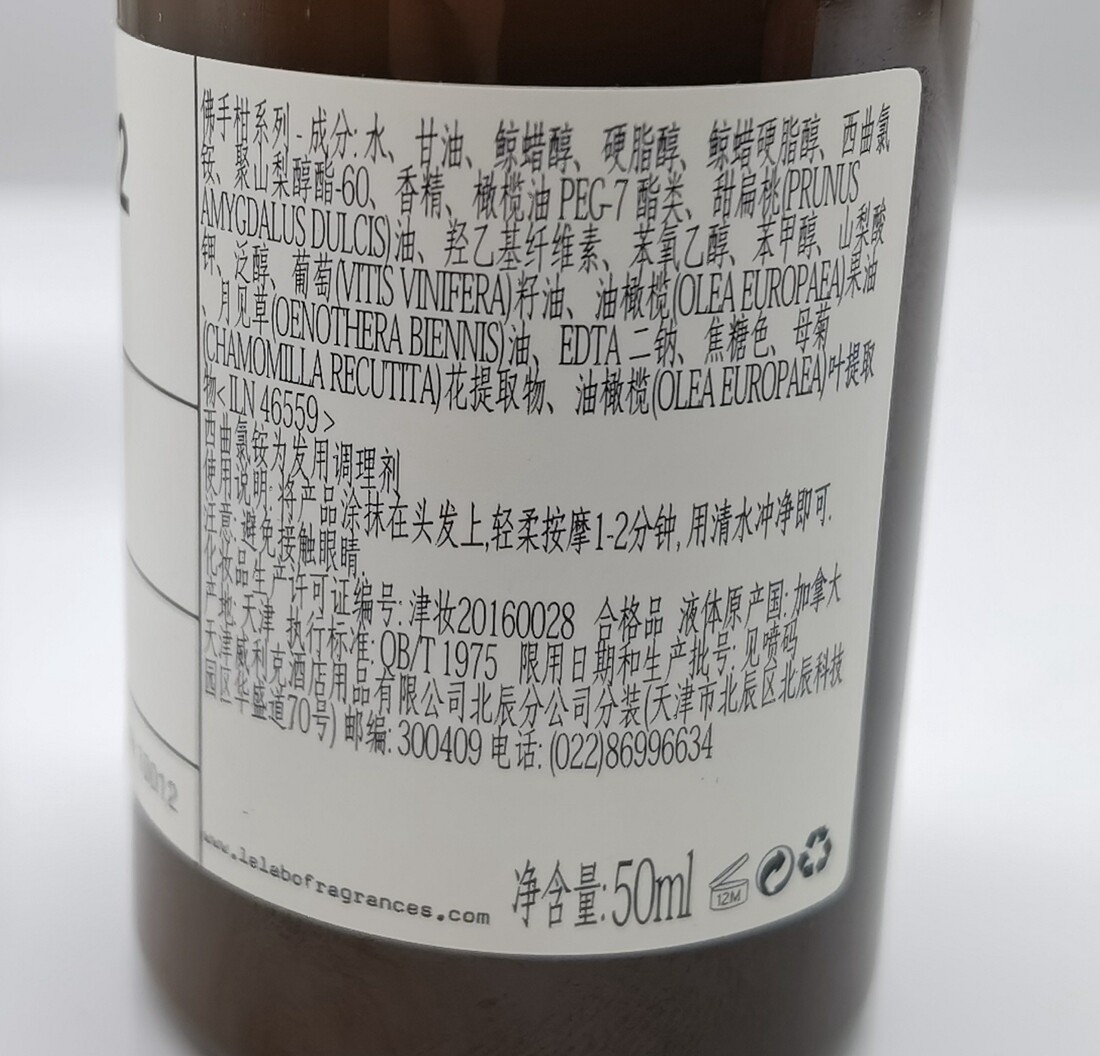 2
佛手柑系列 - 成分: 水、 甘油、 鲸蜡醇、 硬脂醇、 鲸蜡硬脂醇、 西曲氯
铵、 聚山梨醇酯-60、 香精、 橄榄油 PEG-7 酯类、 甜扁桃(PRUNUS
AMYGDALUS DULCIS)油、 羟乙基纤维素、 苯氧乙醇、 苯甲醇、 山梨酸
钾、 泛醇、 葡萄(VITIS VINIFERA)籽油、 油橄榄(OLEA EUROPAEA)果油
、月见草(OENOTHERA BIENNIS)油、 EDTA 二钠、 焦糖色、 母菊
(CHAMOMILLA RECUTITA)花提取物、 油橄榄(OLEA EUROPAEA)叶提取
物< ILN 46559 >
西曲氯铵为发用调理剂
使用说明: 将产品涂抹在头发上,轻柔按摩1-2分钟, 用清水冲净即可.
注意: 避免接触眼睛
化妆品生产许可证编号: 津妆20160028 合格品 液体原产国: 加拿大
产地: 天津 执行标准: QB/T 1975 限用日期和生产批号: 见喷码
天津威利克酒店用品有限公司北辰分公司分装(天津市北辰区北辰科技
园区华盛道70号) 邮编: 300409 电话: (022)86996634
0012
www.lelabofragrances.com
净含量: 50ml
12M